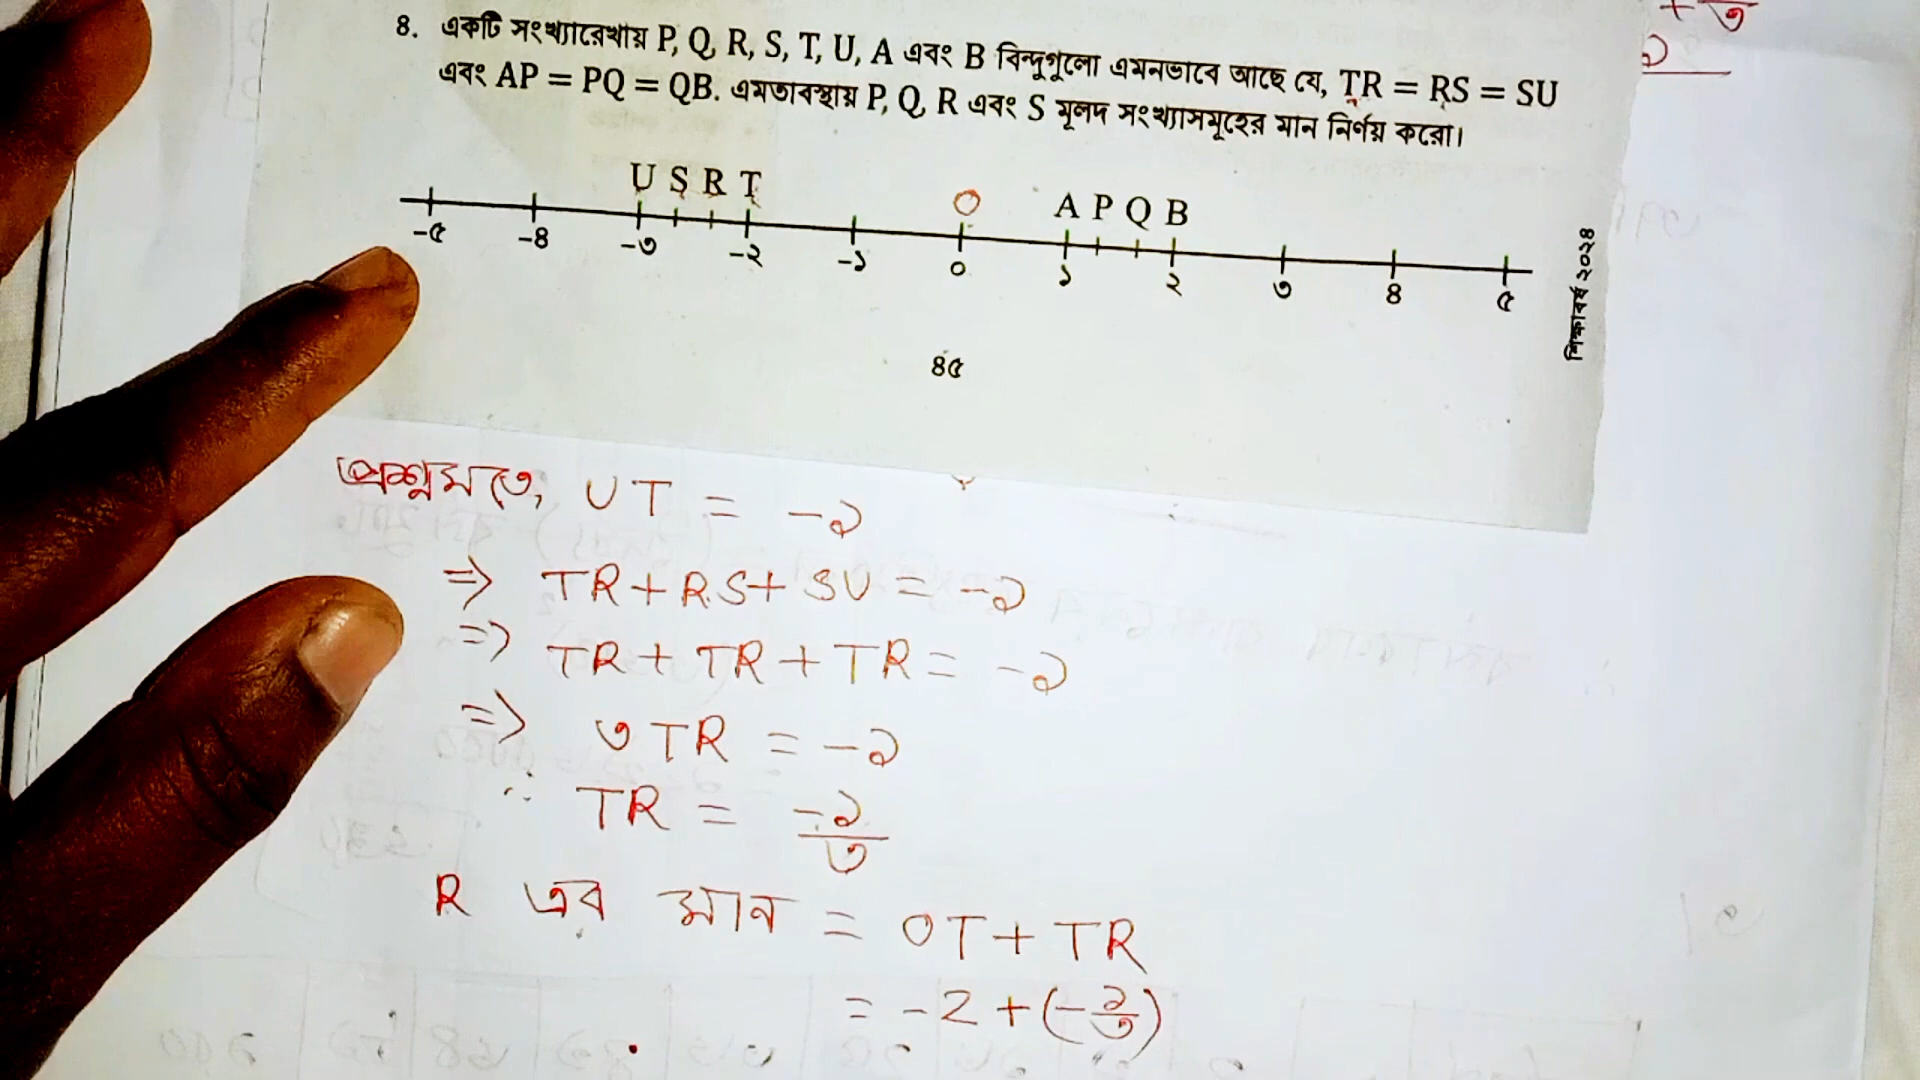 ৪. একটি সংখ্যারেখায় P, Q, R, S, T, U, A এবং B বিন্দুগুলো এমনভাবে আছে যে, TR = RS = SU
এবং AP = PQ = QB. এমতাবস্থায় P, Q, R এবং S মূলদ সংখ্যাসমূহের মান নির্ণয় করো।
U S R T O A P Q B
-৫ -৪ -৩ -২ -১ ০ ১ ২ ৩ ৪ ৫
শিক্ষাবর্ষ ২০২৪
৪৫
প্রশ্নমতে, UT = -১
=> TR + RS + SU = -১
=> TR + TR + TR = -১
=> ৩ TR = -১
∴ TR = -১/৩
R এর মান = OT + TR
= -2 + (-১/৩)